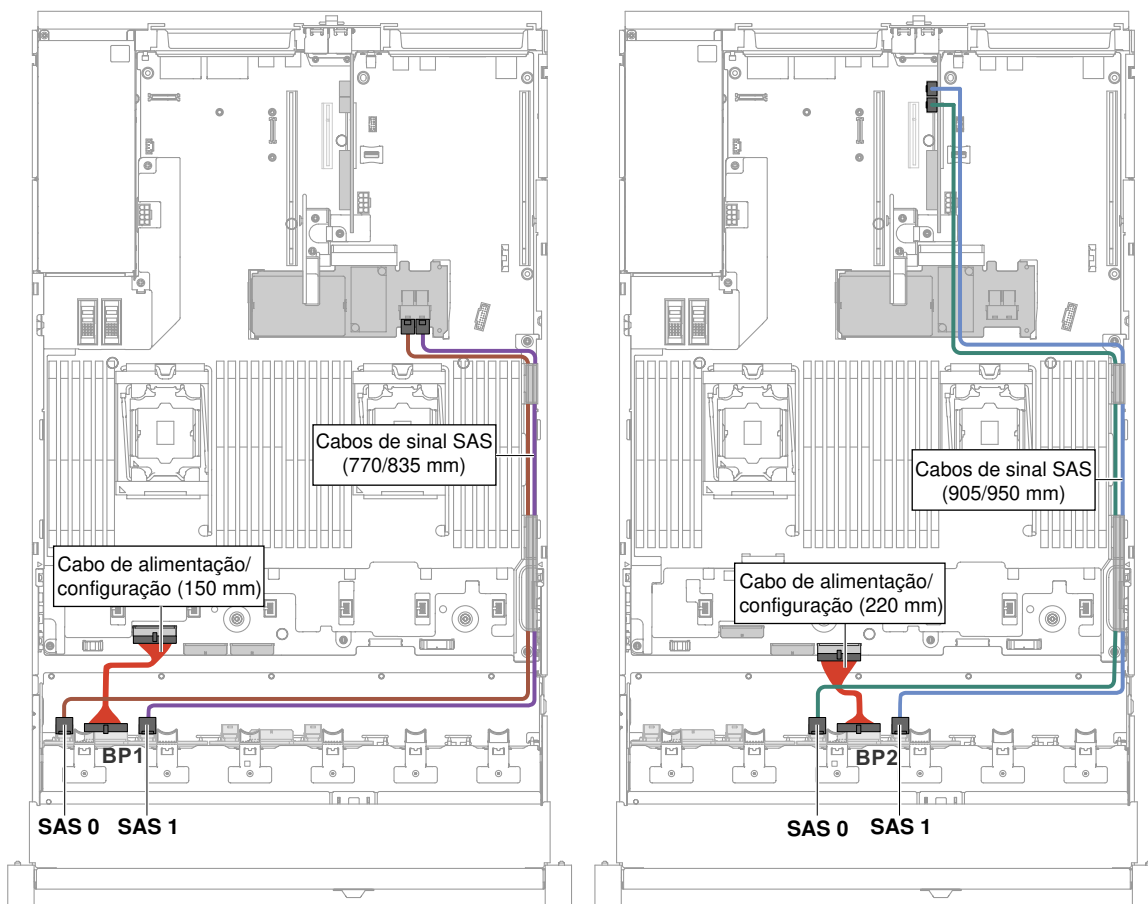 Cabos de sinal SAS
(770/835 mm)
Cabo de alimentação/
configuração (150 mm)
BP1
SAS 0
SAS 1
Cabos de sinal SAS
(905/950 mm)
Cabo de alimentação/
configuração (220 mm)
BP2
SAS 0
SAS 1